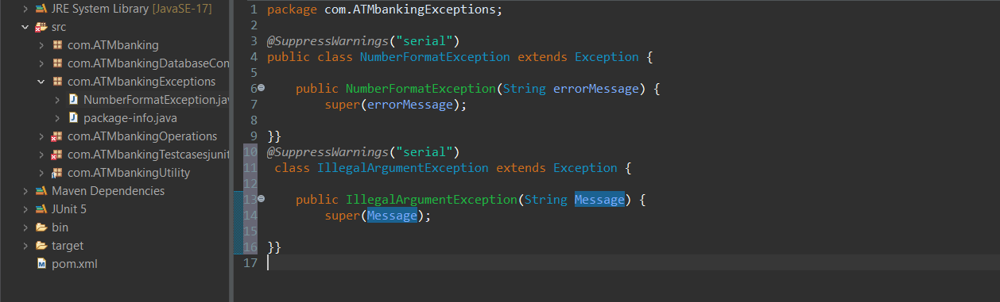 JRE System Library [JavaSE-17]
src
com.ATMbanking
com.ATMbankingDatabaseCon
com.ATMbankingExceptions
NumberFormatException.jav
package-info.java
com.ATMbankingOperations
com.ATMbankingTestcasesjunit
com.ATMbankingUtility
Maven Dependencies
JUnit 5
bin
target
pom.xml
1 package com.ATMbankingExceptions;
2
3 @SuppressWarnings("serial")
4 public class NumberFormatException extends Exception {
5
6 public NumberFormatException(String errorMessage) {
7 super(errorMessage);
8
9 }}
10 @SuppressWarnings("serial")
11 class IllegalArgumentException extends Exception {
12
13 public IllegalArgumentException(String Message) {
14 super(Message);
15
16 }}
17